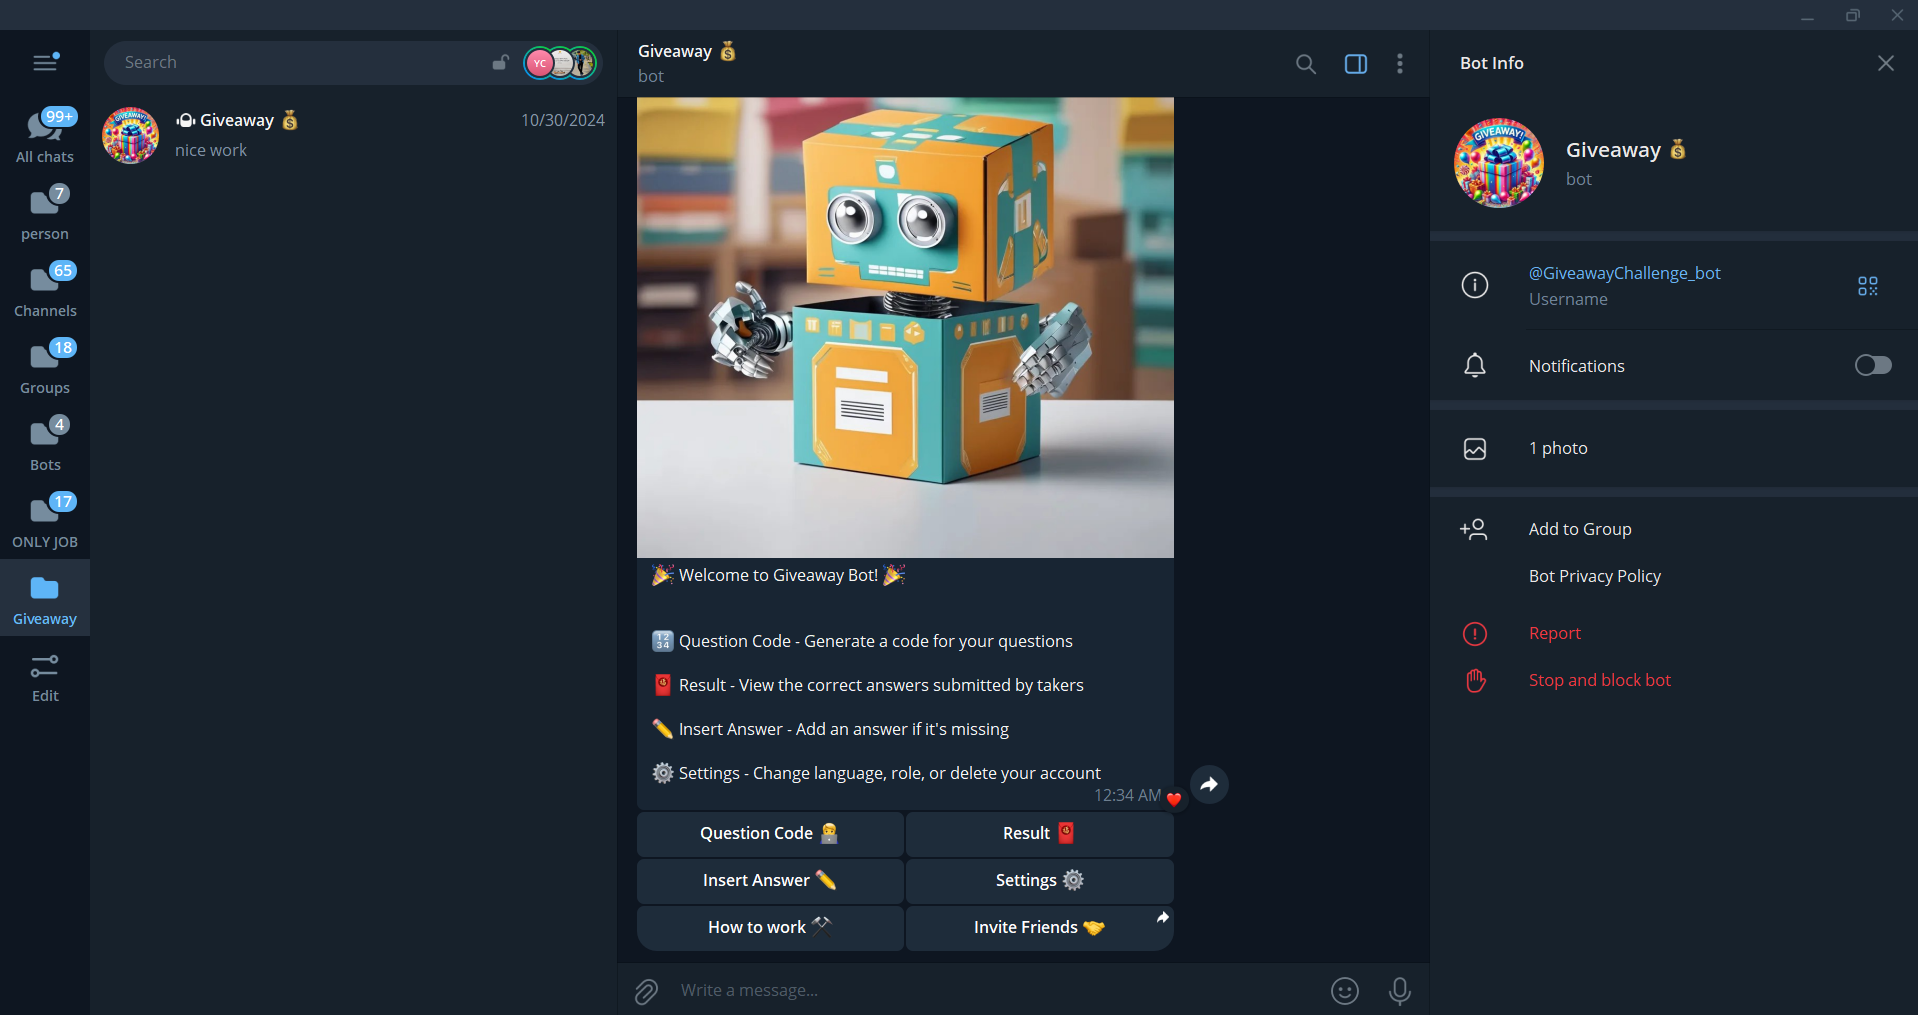 Search
YC
99+
All chats
7
person
65
Channels
18
Groups
4
Bots
17
ONLY JOB
Giveaway
Edit
Giveaway 💰
10/30/2024
nice work
GIVEAWAY!
Giveaway 💰
bot
🎉 Welcome to Giveaway Bot! 🎉
🔢 Question Code - Generate a code for your questions
🧧 Result - View the correct answers submitted by takers
✏️ Insert Answer - Add an answer if it's missing
⚙️ Settings - Change language, role, or delete your account
12:34 AM ❤️
Question Code 👨‍💻
Result 🧧
Insert Answer ✏️
Settings ⚙️
How to work ⚒️
Invite Friends 🤝
Write a message...
Bot Info
GIVEAWAY!
Giveaway 💰
bot
@GiveawayChallenge_bot
Username
Notifications
1 photo
Add to Group
Bot Privacy Policy
Report
Stop and block bot